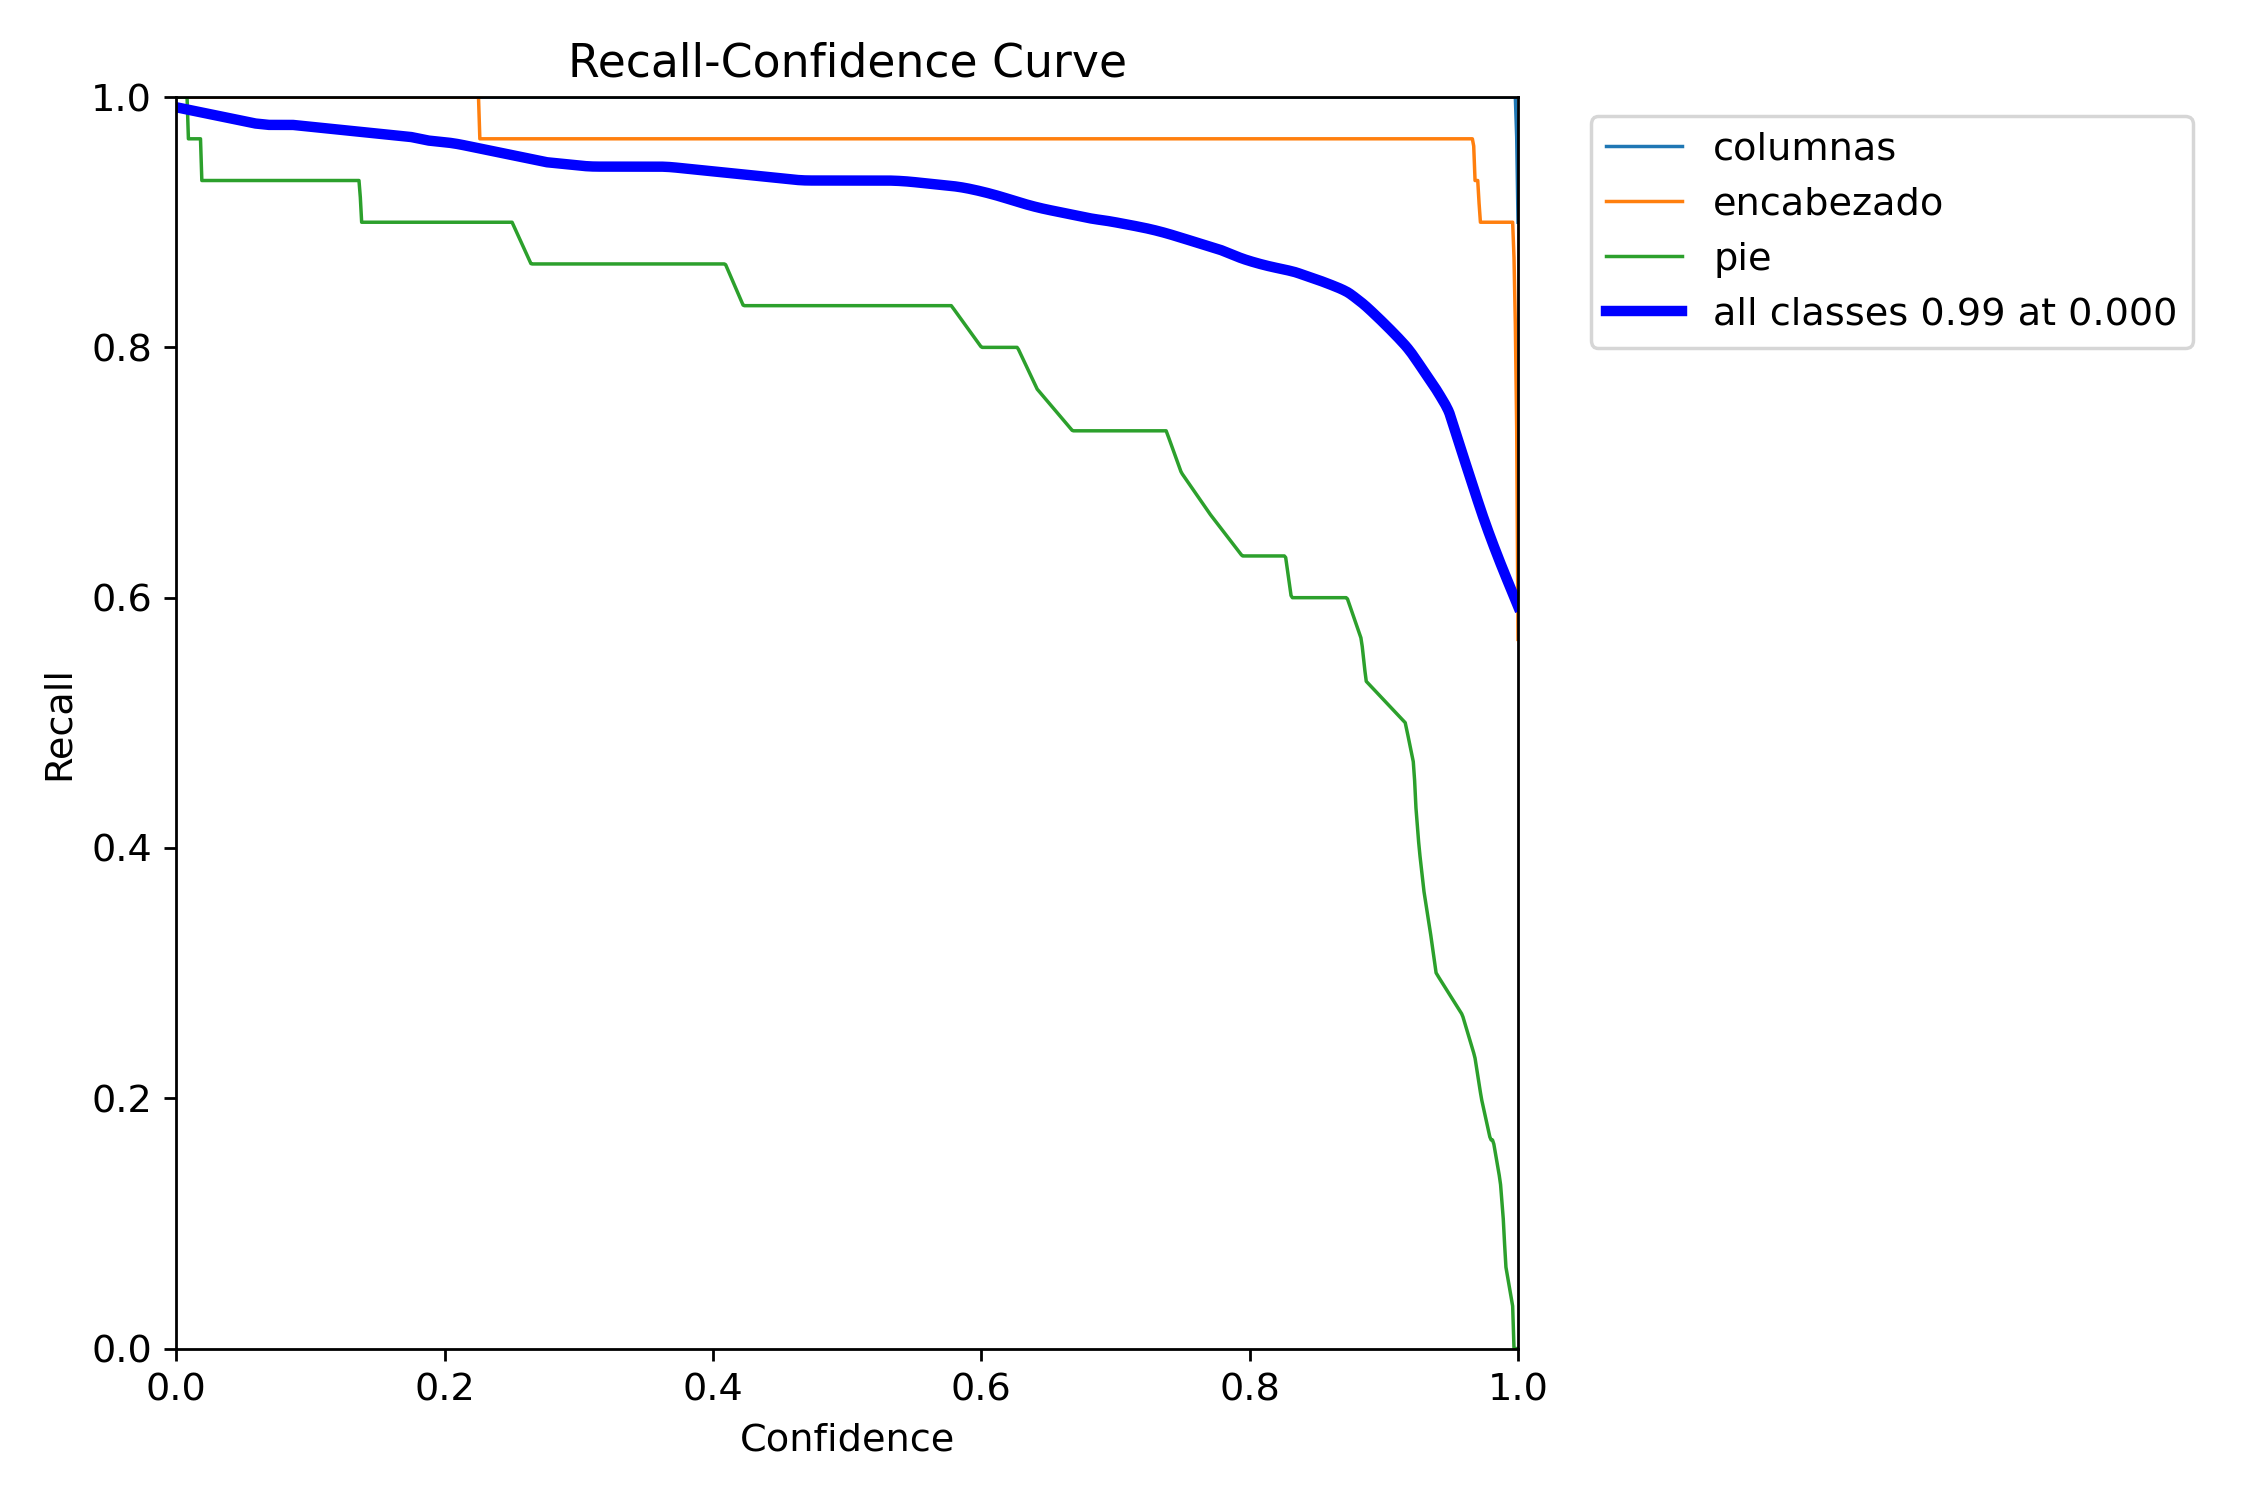 Recall-Confidence Curve
1.0
0.8
0.6
0.4
0.2
0.0
Recall
0.0 0.2 0.4 0.6 0.8 1.0
Confidence
columnas
encabezado
pie
all classes 0.99 at 0.000